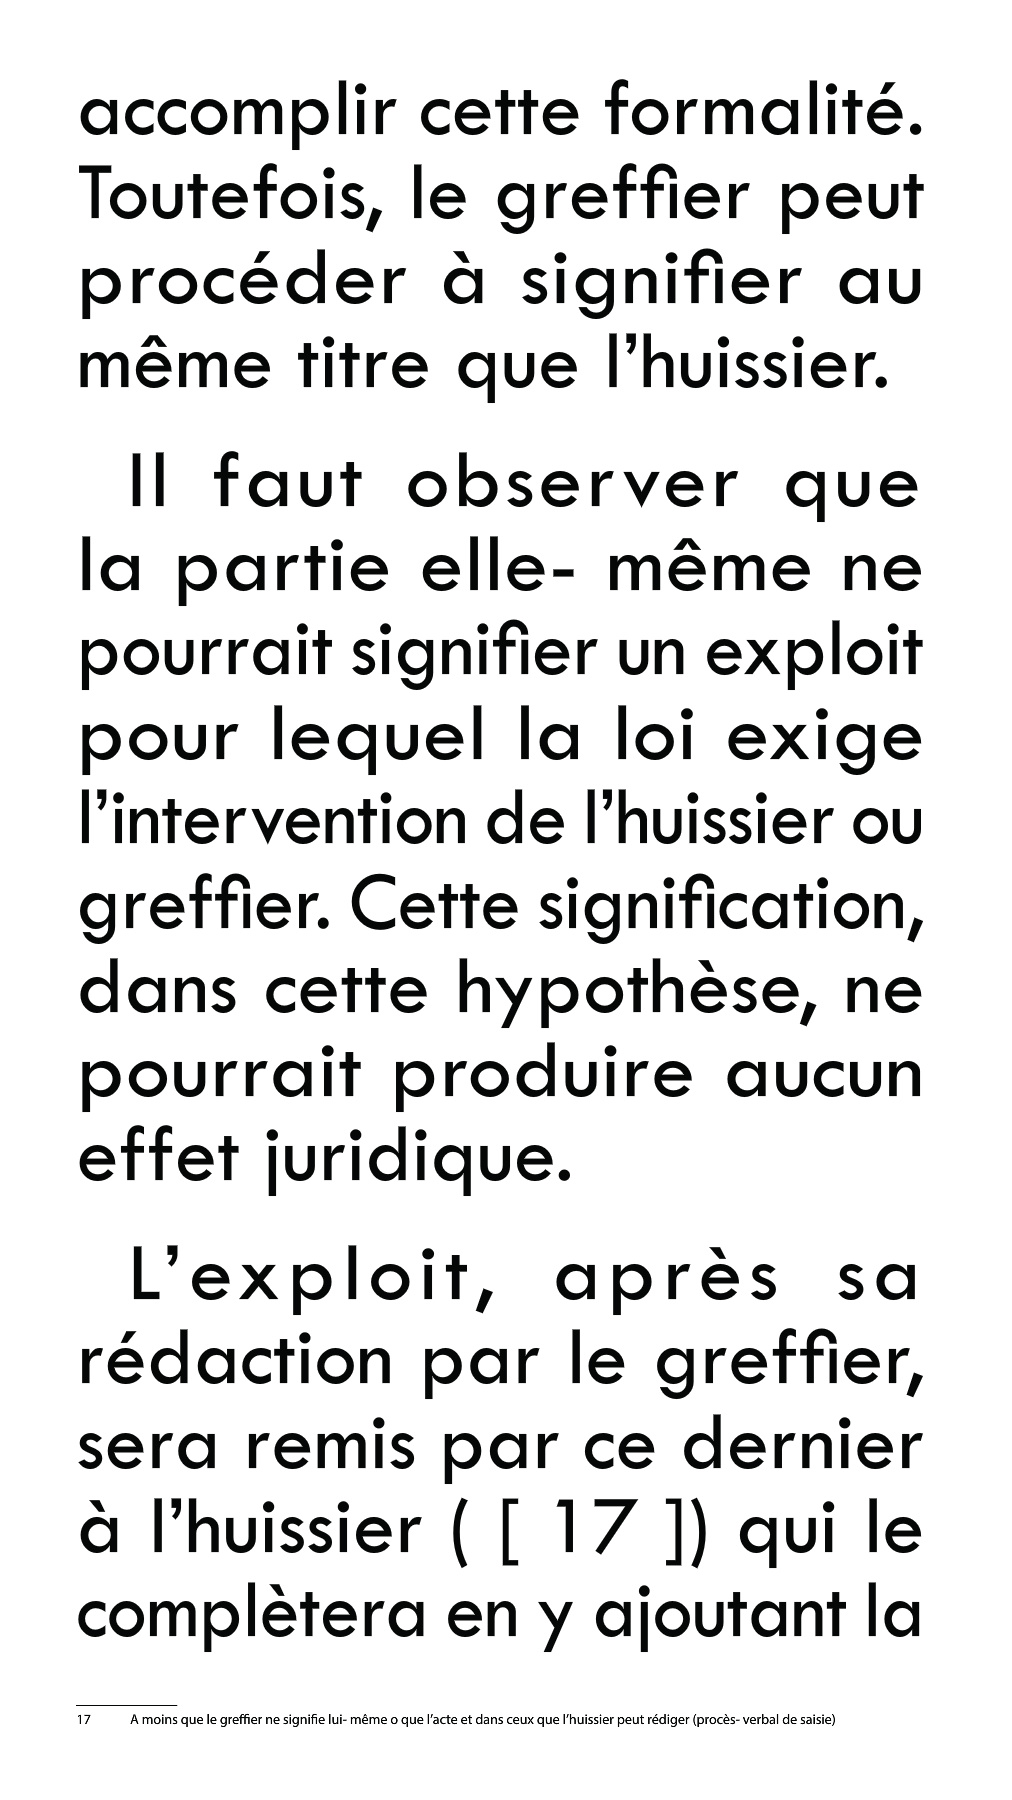 accomplir cette formalité.
Toutefois, le greffier peut
procéder à signifier au
même titre que l’huissier.
Il faut observer que
la partie elle- même ne
pourrait signifier un exploit
pour lequel la loi exige
l’intervention de l’huissier ou
greffier. Cette signification,
dans cette hypothèse, ne
pourrait produire aucun
effet juridique.
L’exploit, après sa
rédaction par le greffier,
sera remis par ce dernier
à l’huissier ( [ 17 ]) qui le
complètera en y ajoutant la
17 A moins que le greffier ne signifie lui- même o que l’acte et dans ceux que l’huissier peut rédiger (procès- verbal de saisie)